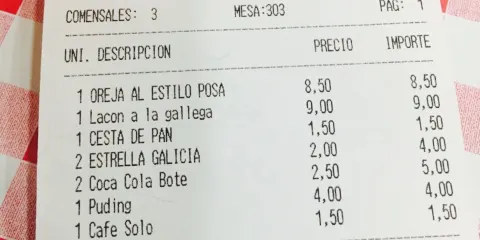 COMENSALES: 3 MESA:303 PAG: 1
UNI. DESCRIPCION PRECIO IMPORTE
1 OREJA AL ESTILO POSA 8,50 8,50
1 Lacon a la gallega 9,00 9,00
1 CESTA DE PAN 1,50 1,50
2 ESTRELLA GALICIA 2,00 4,00
2 Coca Cola Bote 2,50 5,00
1 Puding 4,00 4,00
1 Cafe Solo 1,50 1,50